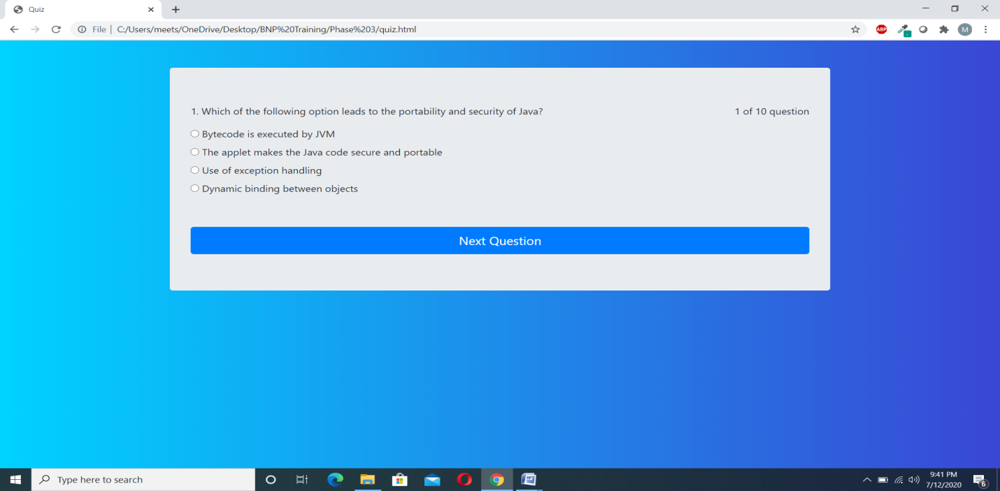 Quiz
File | C:/Users/meets/OneDrive/Desktop/BNP%20Training/Phase%203/quiz.html
ABP
M
1. Which of the following option leads to the portability and security of Java? 1 of 10 question
Bytecode is executed by JVM
The applet makes the Java code secure and portable
Use of exception handling
Dynamic binding between objects
Next Question
Type here to search
9:41 PM
7/12/2020
6